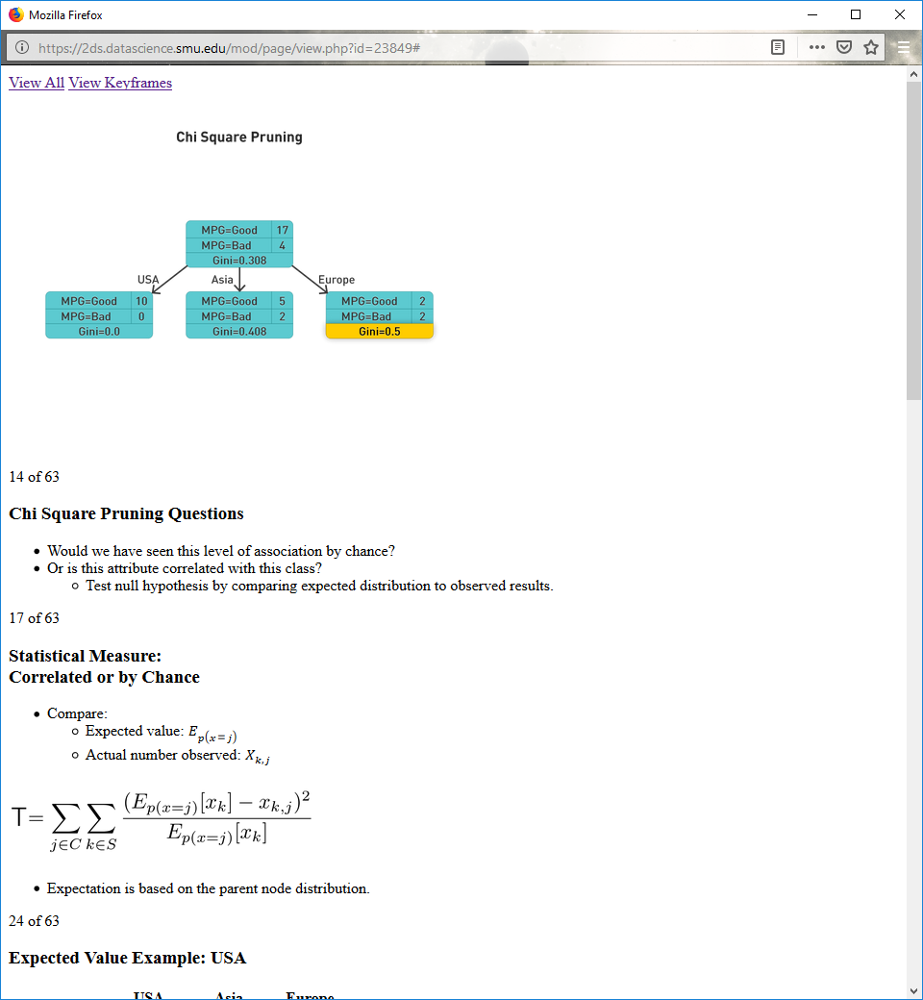 Mozilla Firefox
https://2ds.datascience.smu.edu/mod/page/view.php?id=23849#
View All View Keyframes
Chi Square Pruning
MPG=Good 17
MPG=Bad 4
Gini=0.308
USA Asia Europe
MPG=Good 10 MPG=Good 5 MPG=Good 2
MPG=Bad 0 MPG=Bad 2 MPG=Bad 2
Gini=0.0 Gini=0.408 Gini=0.5
14 of 63
Chi Square Pruning Questions
• Would we have seen this level of association by chance?
• Or is this attribute correlated with this class?
○ Test null hypothesis by comparing expected distribution to observed results.
17 of 63
Statistical Measure:
Correlated or by Chance
• Compare:
○ Expected value: E_{p(x=j)}
○ Actual number observed: X_{k,j}
T= ∑_{j∈C} ∑_{k∈S} (E_{p(x=j)}[x_k] − x_{k,j})² / E_{p(x=j)}[x_k]
• Expectation is based on the parent node distribution.
24 of 63
Expected Value Example: USA
USA Asia Europe